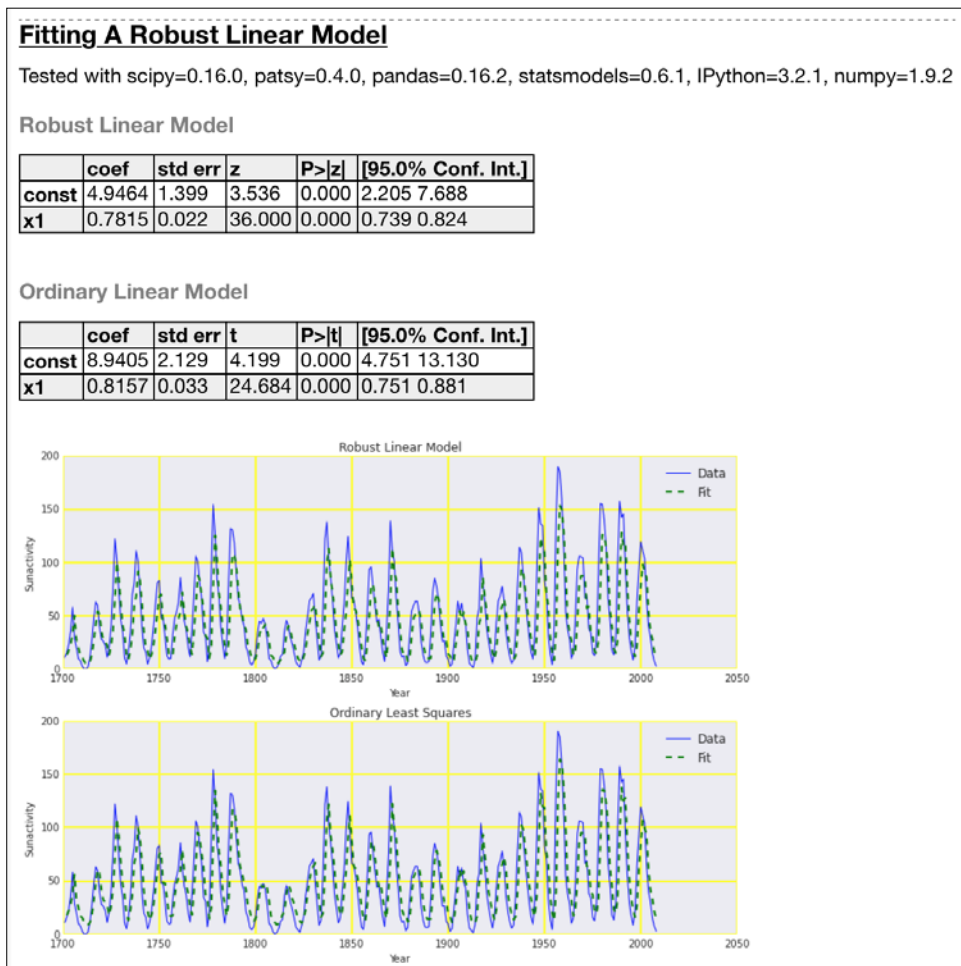 Fitting A Robust Linear Model
Tested with scipy=0.16.0, patsy=0.4.0, pandas=0.16.2, statsmodels=0.6.1, IPython=3.2.1, numpy=1.9.2
Robust Linear Model
coef std err z P>|z| [95.0% Conf. Int.]
const 4.9464 1.399 3.536 0.000 2.205 7.688
x1 0.7815 0.022 36.000 0.000 0.739 0.824
Ordinary Linear Model
coef std err t P>|t| [95.0% Conf. Int.]
const 8.9405 2.129 4.199 0.000 4.751 13.130
x1 0.8157 0.033 24.684 0.000 0.751 0.881
Robust Linear Model
200
150
100
50
0
Sunactivity
Data
Fit
1700 1750 1800 1850 1900 1950 2000 2050
Year
Ordinary Least Squares
200
150
100
50
0
Sunactivity
Data
Fit
1700 1750 1800 1850 1900 1950 2000 2050
Year